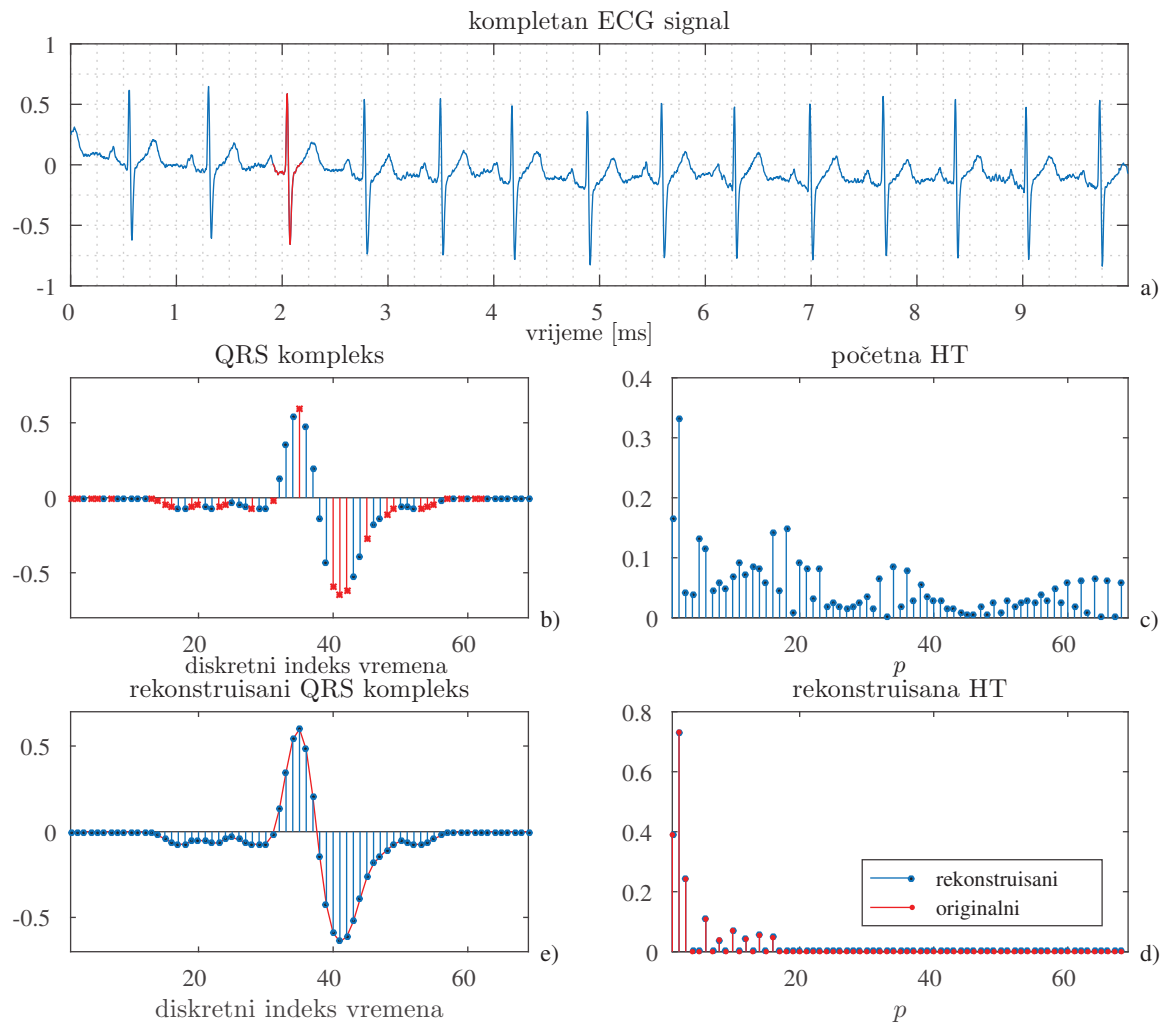 kompletan ECG signal
1
0.5
0
-0.5
-1
0 1 2 3 4 5 6 7 8 9
vrijeme [ms]
a)
QRS kompleks
0.5
0
-0.5
20 40 60
diskretni indeks vremena
b)
početna HT
0.4
0.3
0.2
0.1
0
20 40 60
p
c)
rekonstruisani QRS kompleks
0.5
0
-0.5
20 40 60
diskretni indeks vremena
e)
rekonstruisana HT
0.8
0.6
0.4
0.2
0
rekonstruisani
originalni
20 40 60
p
d)